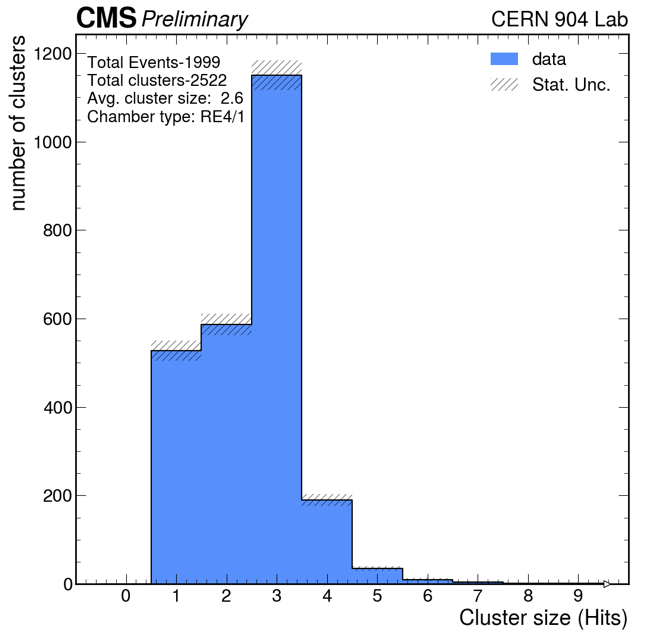 CMS Preliminary CERN 904 Lab
number of clusters
Total Events-1999
Total clusters-2522
Avg. cluster size: 2.6
Chamber type: RE4/1
data
Stat. Unc.
1200
1000
800
600
400
200
0
0 1 2 3 4 5 6 7 8 9
Cluster size (Hits)